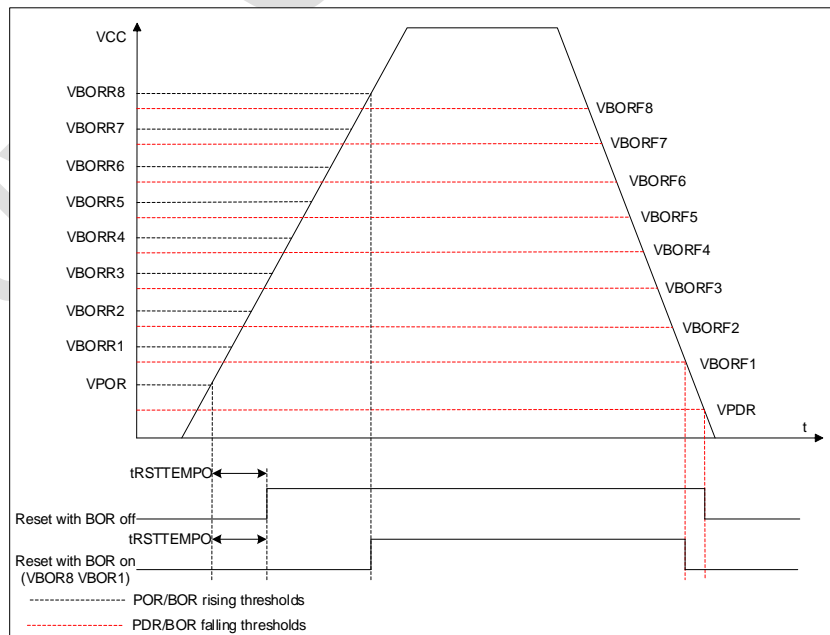 VCC
VBORR8
VBORF8
VBORR7
VBORF7
VBORR6
VBORF6
VBORR5
VBORF5
VBORR4
VBORF4
VBORR3
VBORF3
VBORR2
VBORF2
VBORR1
VBORF1
VPOR
VPDR
t
tRSTTEMPO
Reset with BOR off
tRSTTEMPO
Reset with BOR on
(VBOR8 VBOR1)
POR/BOR rising thresholds
PDR/BOR falling thresholds